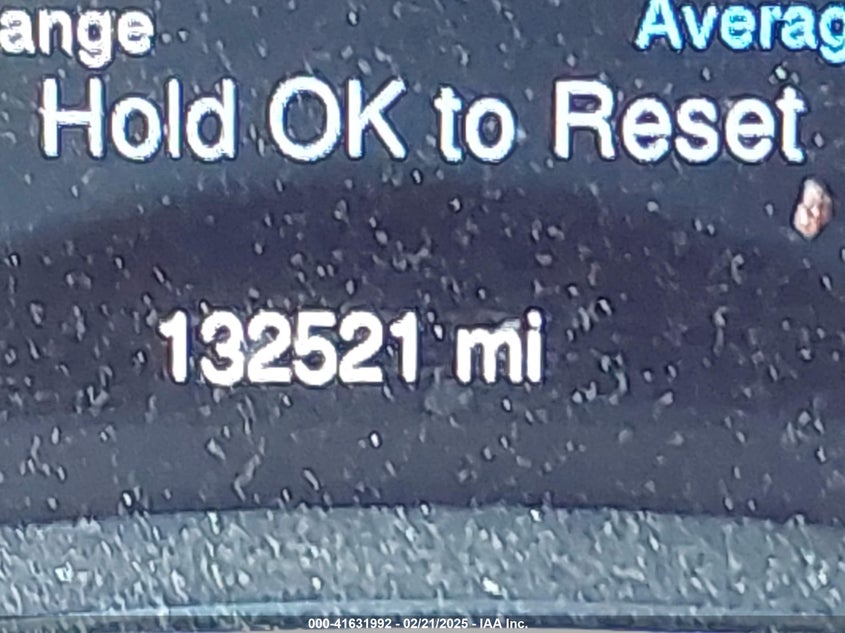 ange Averag
Hold OK to Reset
132521 mi
000-41631992 - 02/21/2025 - IAA Inc.